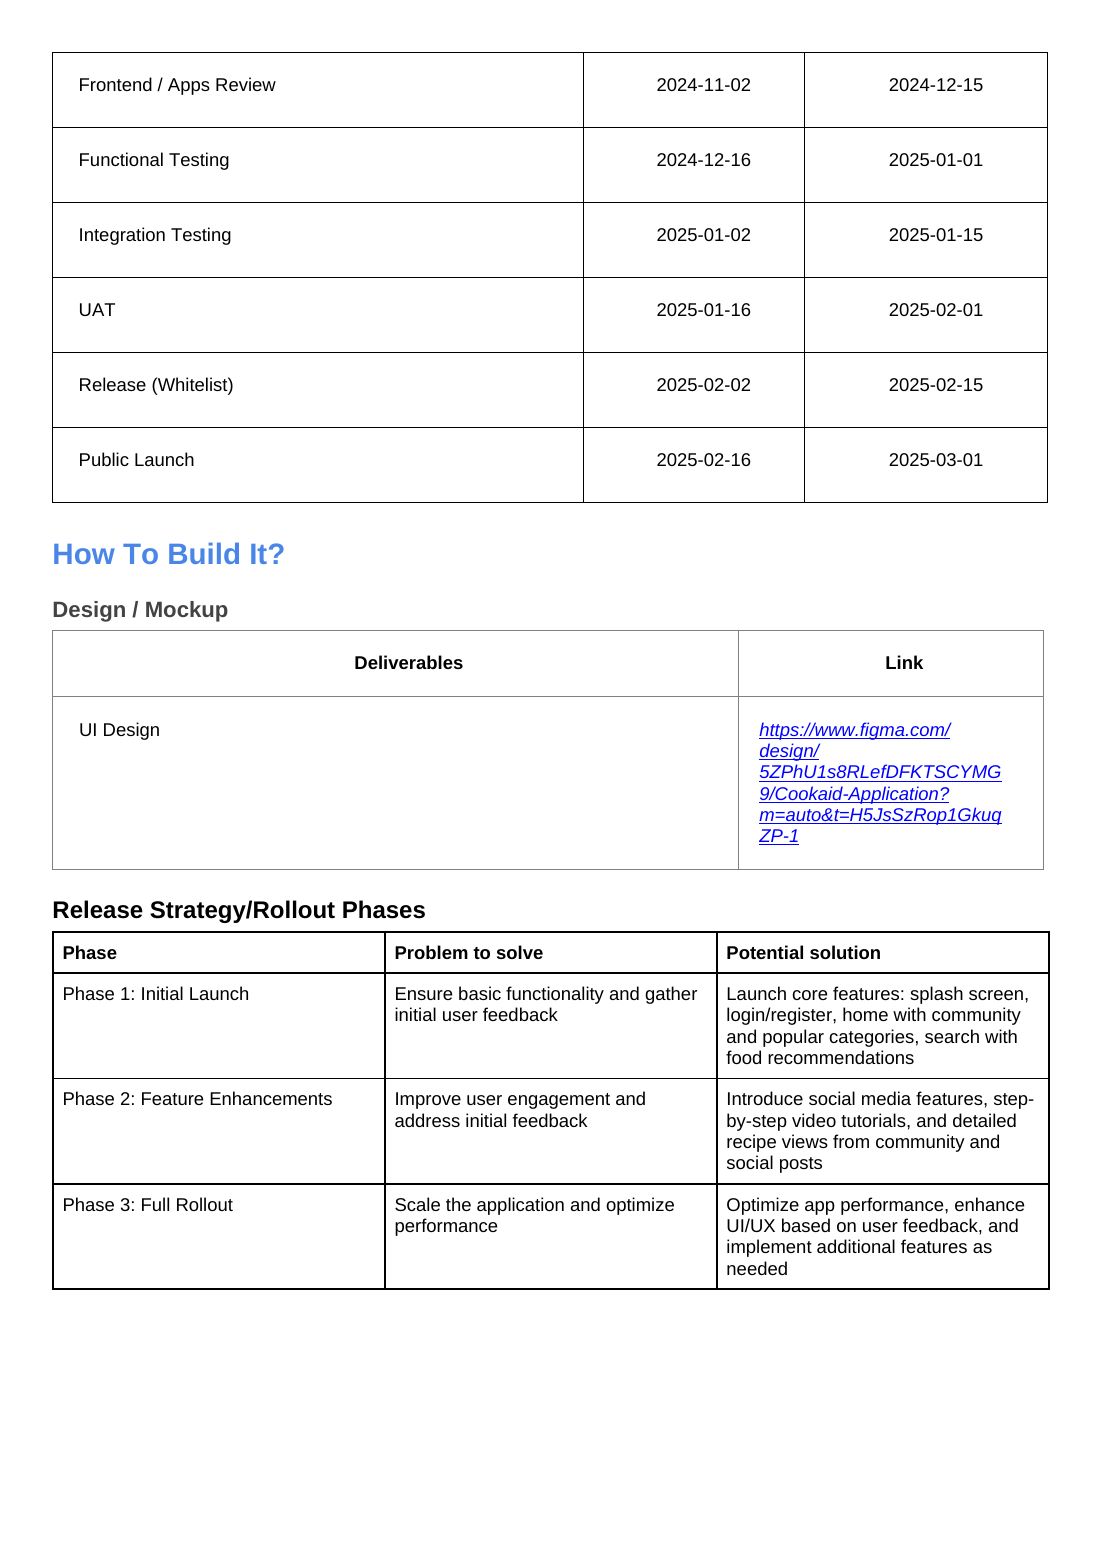 Frontend / Apps Review 2024-11-02 2024-12-15
Functional Testing 2024-12-16 2025-01-01
Integration Testing 2025-01-02 2025-01-15
UAT 2025-01-16 2025-02-01
Release (Whitelist) 2025-02-02 2025-02-15
Public Launch 2025-02-16 2025-03-01
How To Build It?
Design / Mockup
Deliverables Link
UI Design
https://www.figma.com/
design/
5ZPhU1s8RLefDFKTSCYMG
9/Cookaid-Application?
m=auto&t=H5JsSzRop1Gkuq
ZP-1
Release Strategy/Rollout Phases
Phase Problem to solve Potential solution
Phase 1: Initial Launch
Ensure basic functionality and gather
initial user feedback
Launch core features: splash screen,
login/register, home with community
and popular categories, search with
food recommendations
Phase 2: Feature Enhancements
Improve user engagement and
address initial feedback
Introduce social media features, step-
by-step video tutorials, and detailed
recipe views from community and
social posts
Phase 3: Full Rollout
Scale the application and optimize
performance
Optimize app performance, enhance
UI/UX based on user feedback, and
implement additional features as
needed